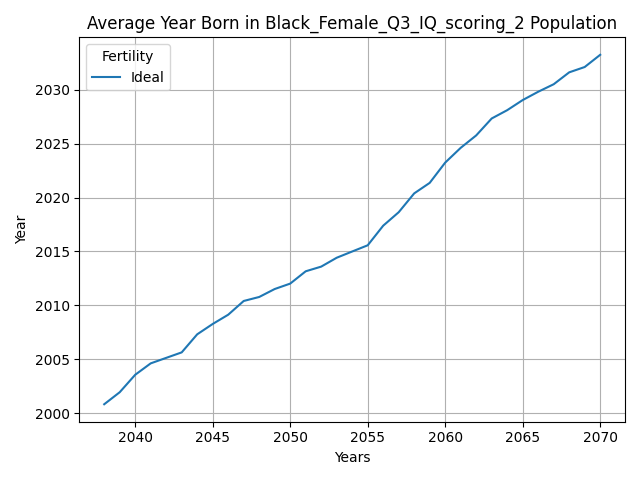 Average Year Born in Black_Female_Q3_IQ_scoring_2 Population
Fertility
Ideal
Year
2030
2025
2020
2015
2010
2005
2000
2040 2045 2050 2055 2060 2065 2070
Years